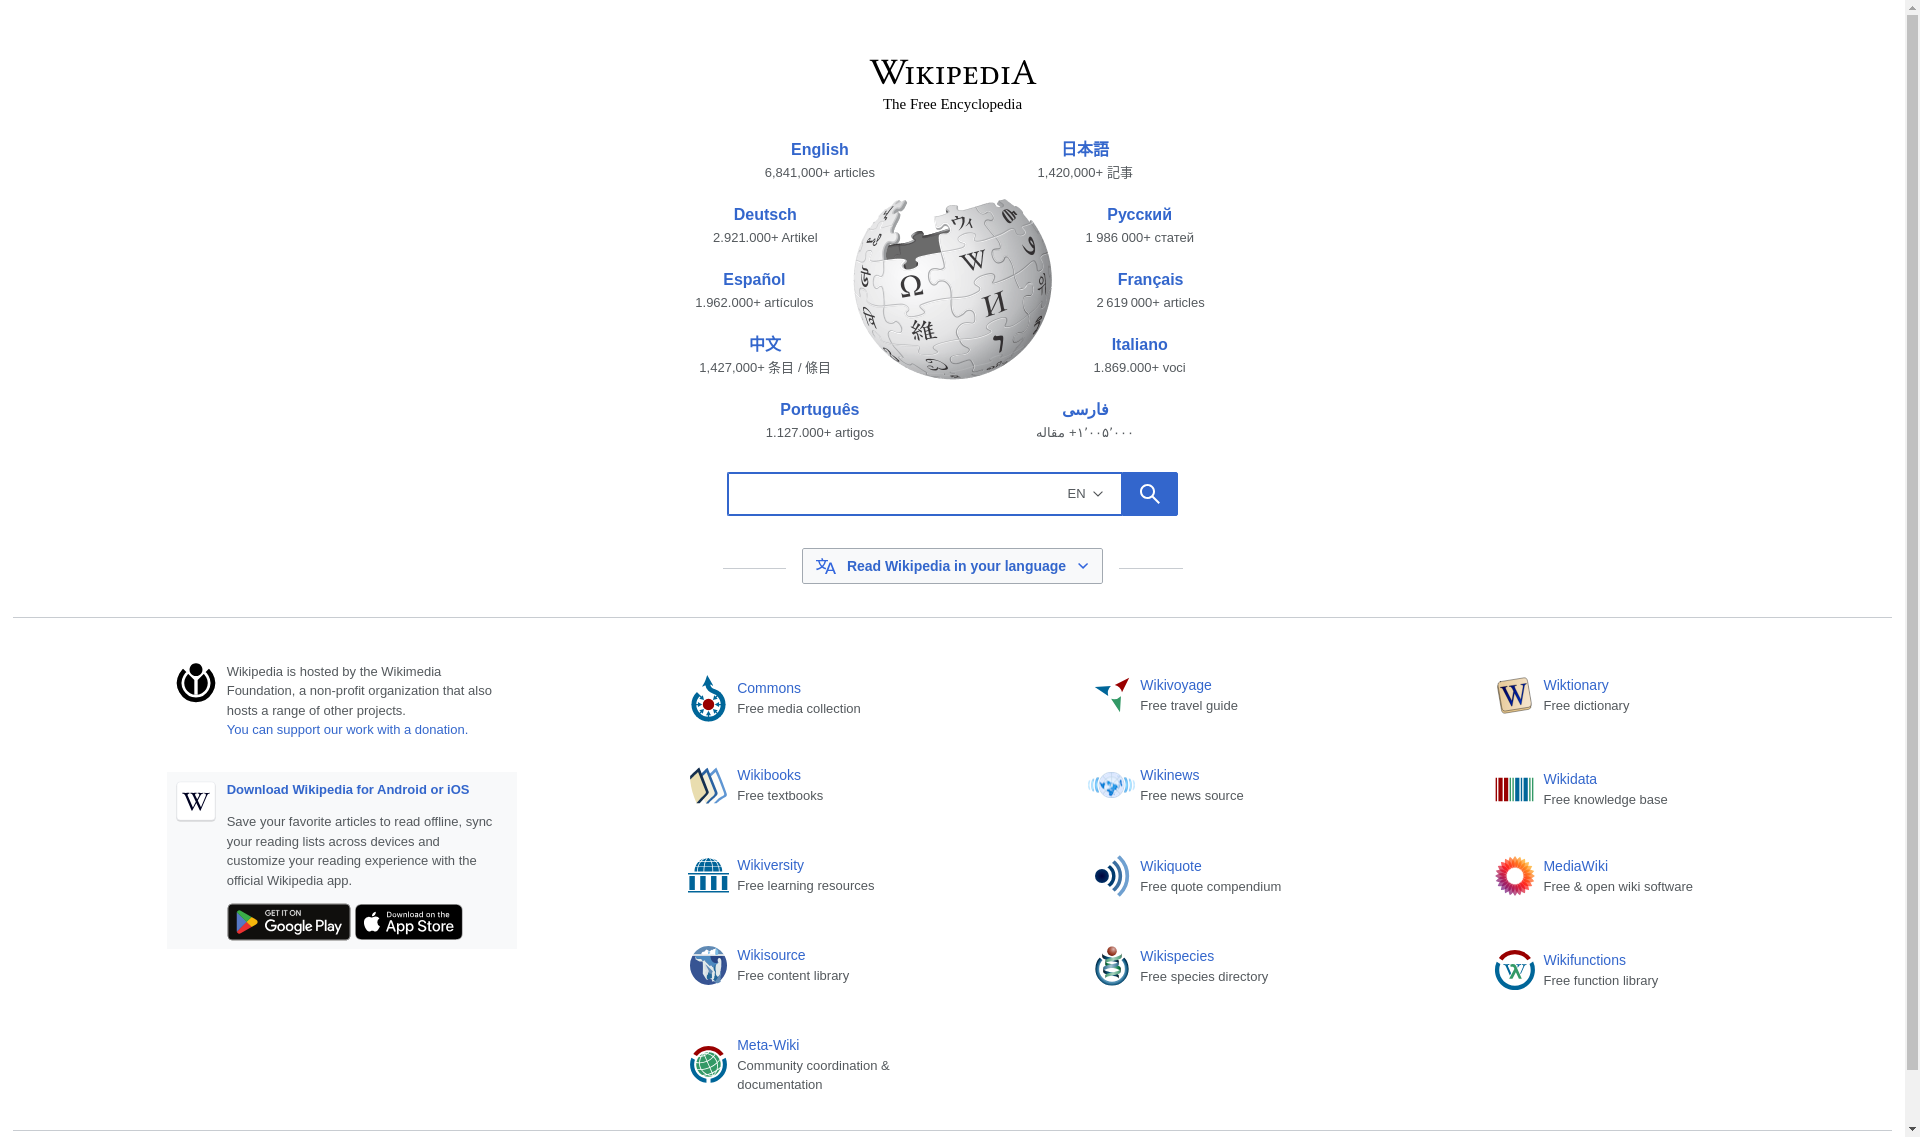 WIKIPEDIA
The Free Encyclopedia
English
6,841,000+ articles
日本語
1,420,000+ 記事
Deutsch
2.921.000+ Artikel
Русский
1 986 000+ статей
Español
1.962.000+ artículos
Français
2 619 000+ articles
中文
1,427,000+ 条目 / 條目
Italiano
1.869.000+ voci
Português
1.127.000+ artigos
فارسی
۱٬۰۰۵٬۰۰۰+ مقاله
EN
Read Wikipedia in your language
Wikipedia is hosted by the Wikimedia
Foundation, a non-profit organization that also
hosts a range of other projects.
You can support our work with a donation.
Download Wikipedia for Android or iOS
Save your favorite articles to read offline, sync
your reading lists across devices and
customize your reading experience with the
official Wikipedia app.
GET IT ON
Google Play
Download on the
App Store
Commons
Free media collection
Wikivoyage
Free travel guide
Wiktionary
Free dictionary
Wikibooks
Free textbooks
Wikinews
Free news source
Wikidata
Free knowledge base
Wikiversity
Free learning resources
Wikiquote
Free quote compendium
MediaWiki
Free & open wiki software
Wikisource
Free content library
Wikispecies
Free species directory
Wikifunctions
Free function library
Meta-Wiki
Community coordination &
documentation